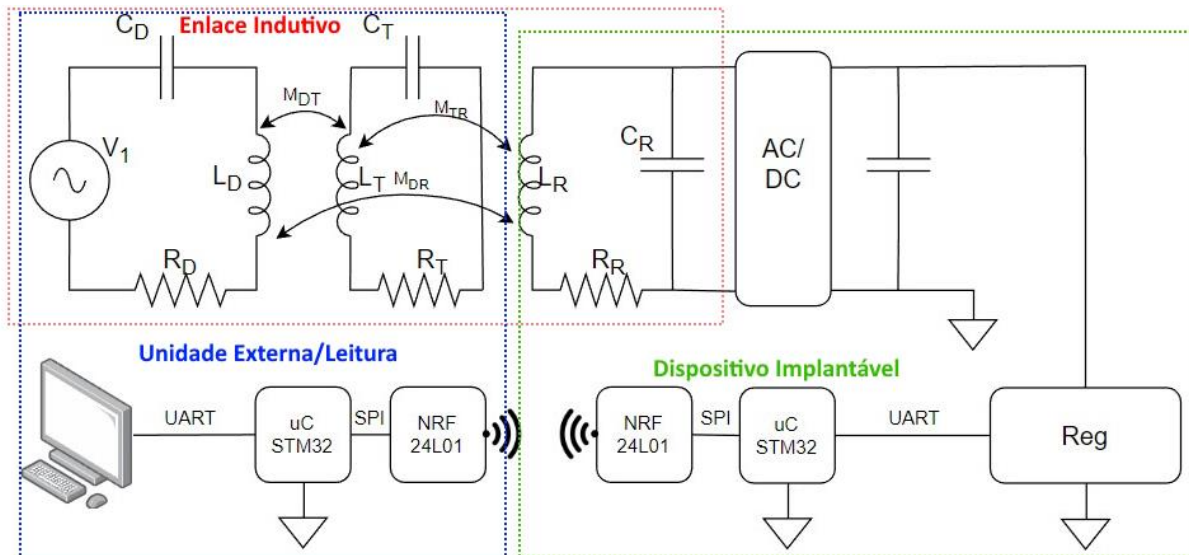 Enlace Indutivo
C_D
C_T
M_DT
M_TR
V_1
L_D
L_T
M_DR
L_R
C_R
AC/
DC
R_D
R_T
R_R
Unidade Externa/Leitura
Dispositivo Implantável
UART
uC
STM32
SPI
NRF
24L01
NRF
24L01
SPI
uC
STM32
UART
Reg